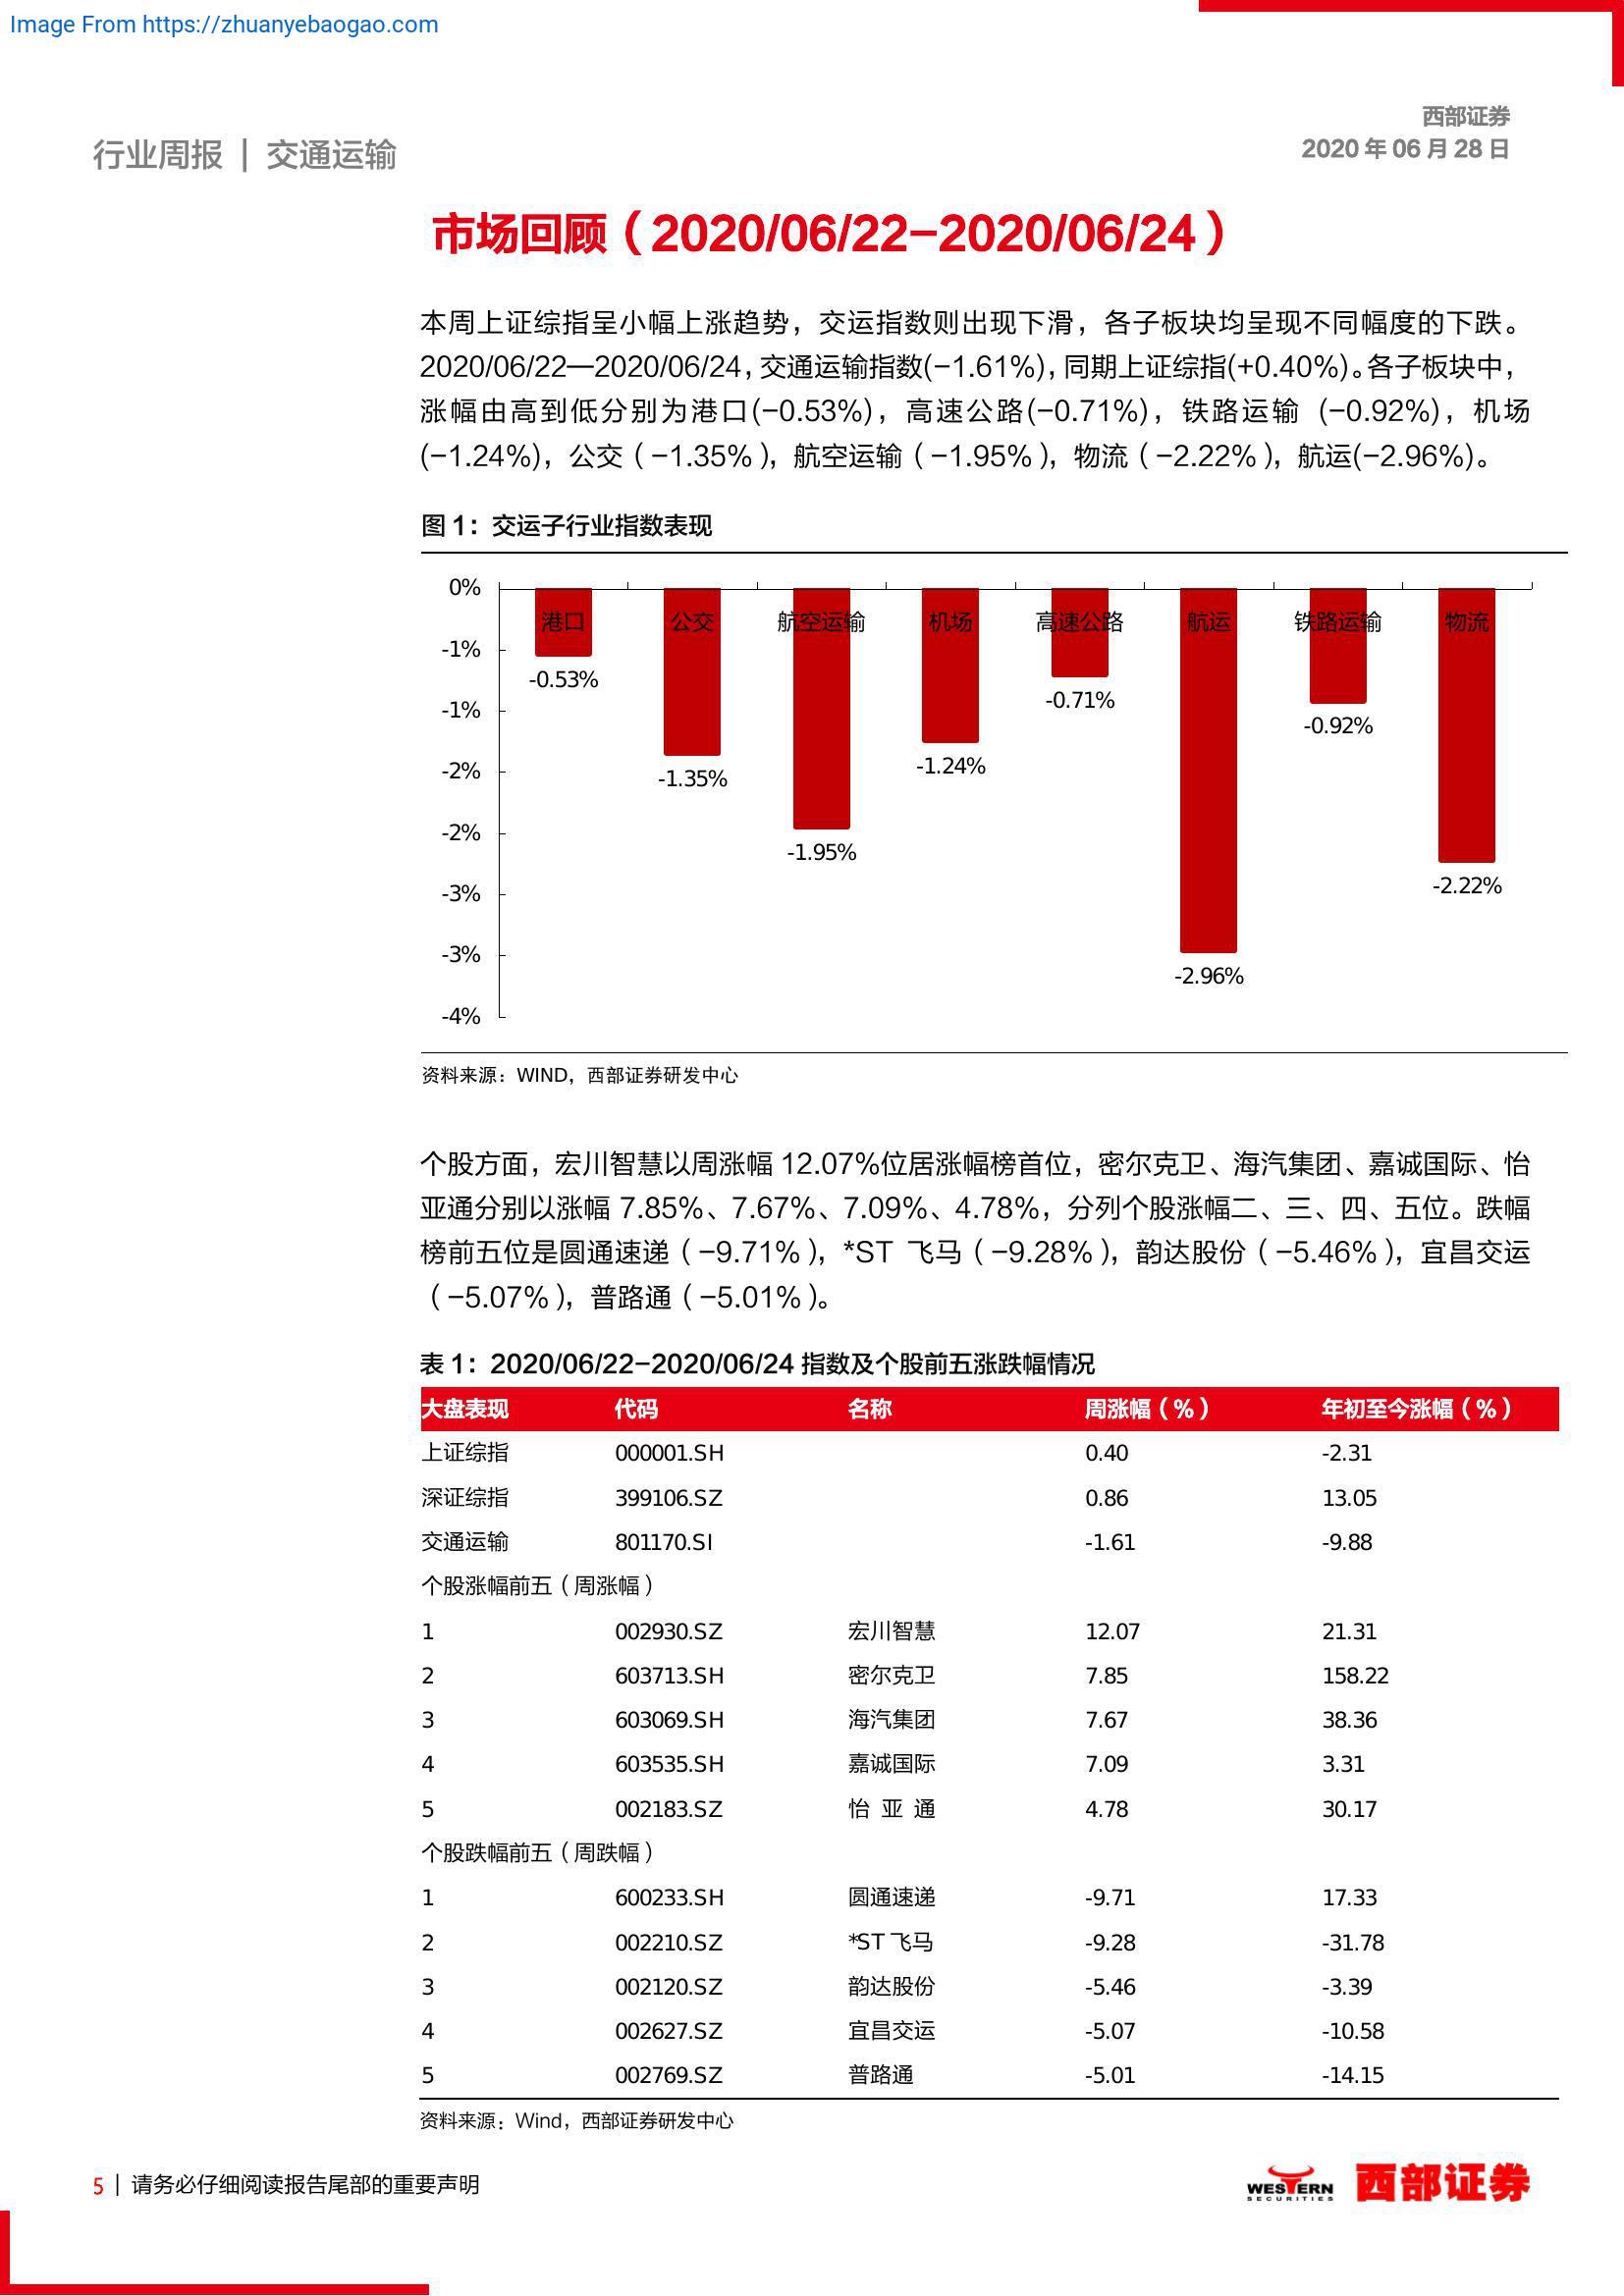 Image From https://zhuanyebaogao.com
西部证券
2020 年 06 月 28 日
行业周报 | 交通运输
市场回顾（2020/06/22-2020/06/24）
本周上证综指呈小幅上涨趋势，交运指数则出现下滑，各子板块均呈现不同幅度的下跌。
2020/06/22—2020/06/24，交通运输指数(-1.61%)，同期上证综指(+0.40%)。各子板块中，
涨幅由高到低分别为港口(-0.53%)，高速公路(-0.71%)，铁路运输 (-0.92%)，机场
(-1.24%)，公交（-1.35%），航空运输（-1.95%），物流（-2.22%），航运(-2.96%)。
图 1：交运子行业指数表现
0%
-1%
-1%
-2%
-2%
-3%
-3%
-4%
港口 公交 航空运输 机场 高速公路 航运 铁路运输 物流
-0.53%
-1.35%
-1.95%
-1.24%
-0.71%
-2.96%
-0.92%
-2.22%
资料来源：WIND，西部证券研发中心
个股方面，宏川智慧以周涨幅 12.07%位居涨幅榜首位，密尔克卫、海汽集团、嘉诚国际、怡
亚通分别以涨幅 7.85%、7.67%、7.09%、4.78%，分列个股涨幅二、三、四、五位。跌幅
榜前五位是圆通速递（-9.71%），*ST 飞马（-9.28%），韵达股份（-5.46%），宜昌交运
（-5.07%），普路通（-5.01%）。
表 1：2020/06/22-2020/06/24 指数及个股前五涨跌幅情况
大盘表现 代码 名称 周涨幅（%） 年初至今涨幅（%）
上证综指 000001.SH 0.40 -2.31
深证综指 399106.SZ 0.86 13.05
交通运输 801170.SI -1.61 -9.88
个股涨幅前五（周涨幅）
1 002930.SZ 宏川智慧 12.07 21.31
2 603713.SH 密尔克卫 7.85 158.22
3 603069.SH 海汽集团 7.67 38.36
4 603535.SH 嘉诚国际 7.09 3.31
5 002183.SZ 怡 亚 通 4.78 30.17
个股跌幅前五（周跌幅）
1 600233.SH 圆通速递 -9.71 17.33
2 002210.SZ *ST 飞马 -9.28 -31.78
3 002120.SZ 韵达股份 -5.46 -3.39
4 002627.SZ 宜昌交运 -5.07 -10.58
5 002769.SZ 普路通 -5.01 -14.15
资料来源：Wind，西部证券研发中心
5 | 请务必仔细阅读报告尾部的重要声明
WESTERN
SECURITIES
西部证券